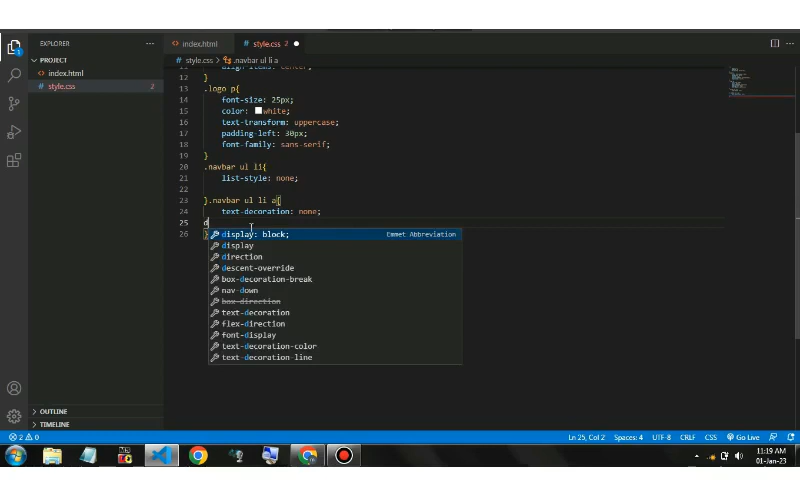 EXPLORER
PROJECT
index.html
style.css 2
index.html style.css 2
style.css > .navbar ul li a
12 }
13 .logo p{
14 font-size: 25px;
15 color: white;
16 text-transform: uppercase;
17 padding-left: 30px;
18 font-family: sans-serif;
19 }
20 .navbar ul li{
21 list-style: none;
22
23 }.navbar ul li a{
24 text-decoration: none;
25 d
26 }
display: block; Emmet Abbreviation
display
direction
descent-override
box-decoration-break
nav-down
box-direction
text-decoration
flex-direction
font-display
text-decoration-color
text-decoration-line
OUTLINE
TIMELINE
2 0 Ln 25, Col 2 Spaces: 4 UTF-8 CRLF CSS Go Live
11:19 AM
01-Jan-23